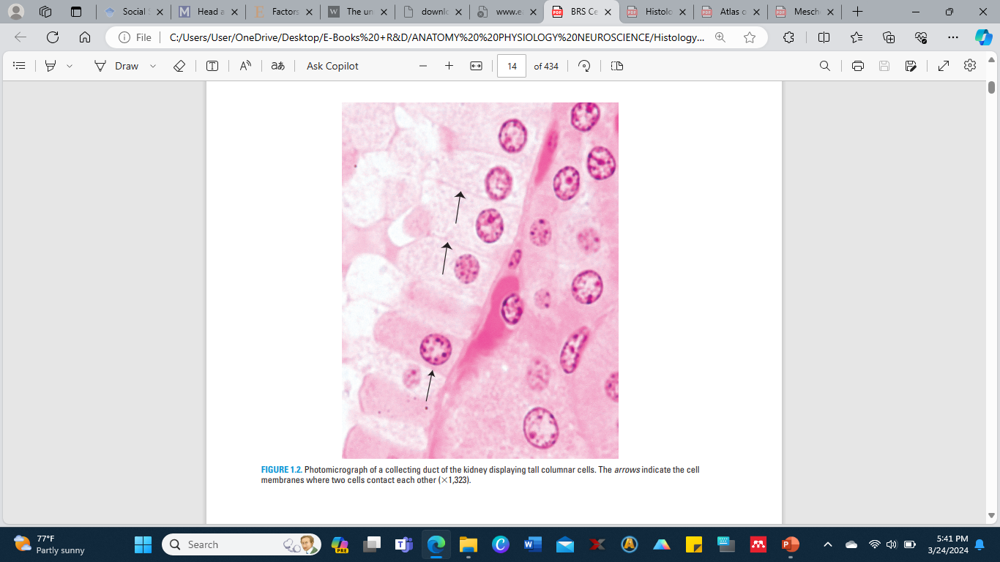 Social S
Head a
Factors
The un
downlo
www.e
BRS Ce
Histolo
Atlas o
Mesch
File
C:/Users/User/OneDrive/Desktop/E-Books%20+R&D/ANATOMY%20%20PHYSIOLOGY%20NEUROSCIENCE/Histology...
Draw
T
A
aあ
Ask Copilot
14
of 434
FIGURE 1.2. Photomicrograph of a collecting duct of the kidney displaying tall columnar cells. The arrows indicate the cell
membranes where two cells contact each other (×1,323).
77°F
Partly sunny
Search
PRE
5:41 PM
3/24/2024